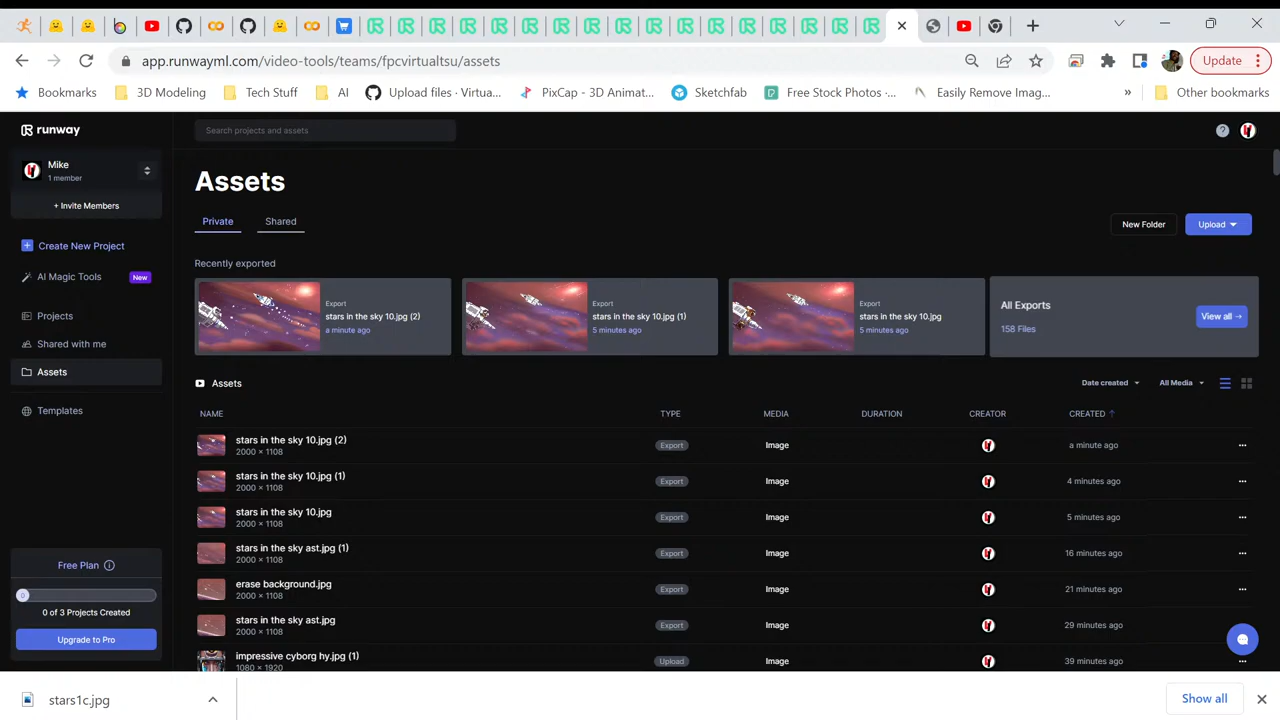 app.runwayml.com/video-tools/teams/fpcvirtualtsu/assets
Update
Bookmarks
3D Modeling
Tech Stuff
AI
Upload files · Virtua...
PixCap - 3D Animat...
Sketchfab
Free Stock Photos · ...
Easily Remove Imag...
»
Other bookmarks
runway
Search projects and assets
?
Mike
1 member
+ Invite Members
Create New Project
AI Magic Tools
New
Projects
Shared with me
Assets
Templates
Free Plan
0
0 of 3 Projects Created
Upgrade to Pro
Assets
Private
Shared
New Folder
Upload
Recently exported
Export
stars in the sky 10.jpg (2)
a minute ago
Export
stars in the sky 10.jpg (1)
5 minutes ago
Export
stars in the sky 10.jpg
5 minutes ago
All Exports
158 Files
View all →
Assets
Date created
All Media
NAME TYPE MEDIA DURATION CREATOR CREATED ↑
stars in the sky 10.jpg (2)
2000 × 1108
Export Image a minute ago ...
stars in the sky 10.jpg (1)
2000 × 1108
Export Image 4 minutes ago ...
stars in the sky 10.jpg
2000 × 1108
Export Image 5 minutes ago ...
stars in the sky ast.jpg (1)
2000 × 1108
Export Image 16 minutes ago ...
erase background.jpg
2000 × 1108
Export Image 21 minutes ago ...
stars in the sky ast.jpg
2000 × 1108
Export Image 29 minutes ago ...
impressive cyborg hy.jpg (1)
1080 × 1920
Upload Image 39 minutes ago ...
stars1c.jpg
Show all